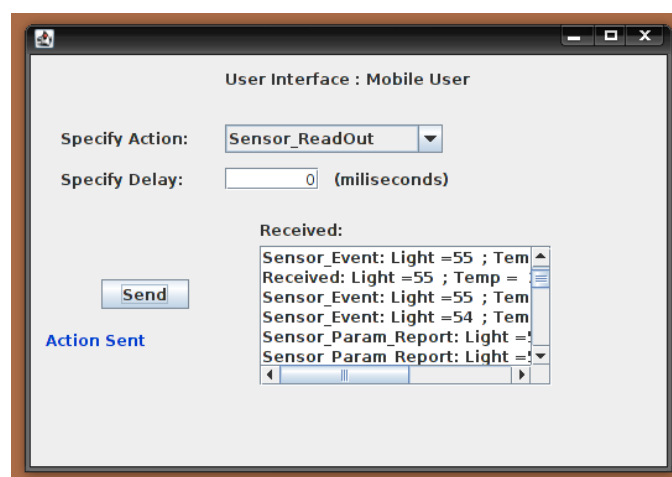 User Interface : Mobile User
Specify Action: Sensor_ReadOut
Specify Delay: 0 (miliseconds)
Received:
Sensor_Event: Light =55 ; Tem
Received: Light =55 ; Temp =
Sensor_Event: Light =55 ; Tem
Sensor_Event: Light =54 ; Tem
Sensor_Param_Report: Light =
Sensor_Param_Report: Light =
Send
Action Sent